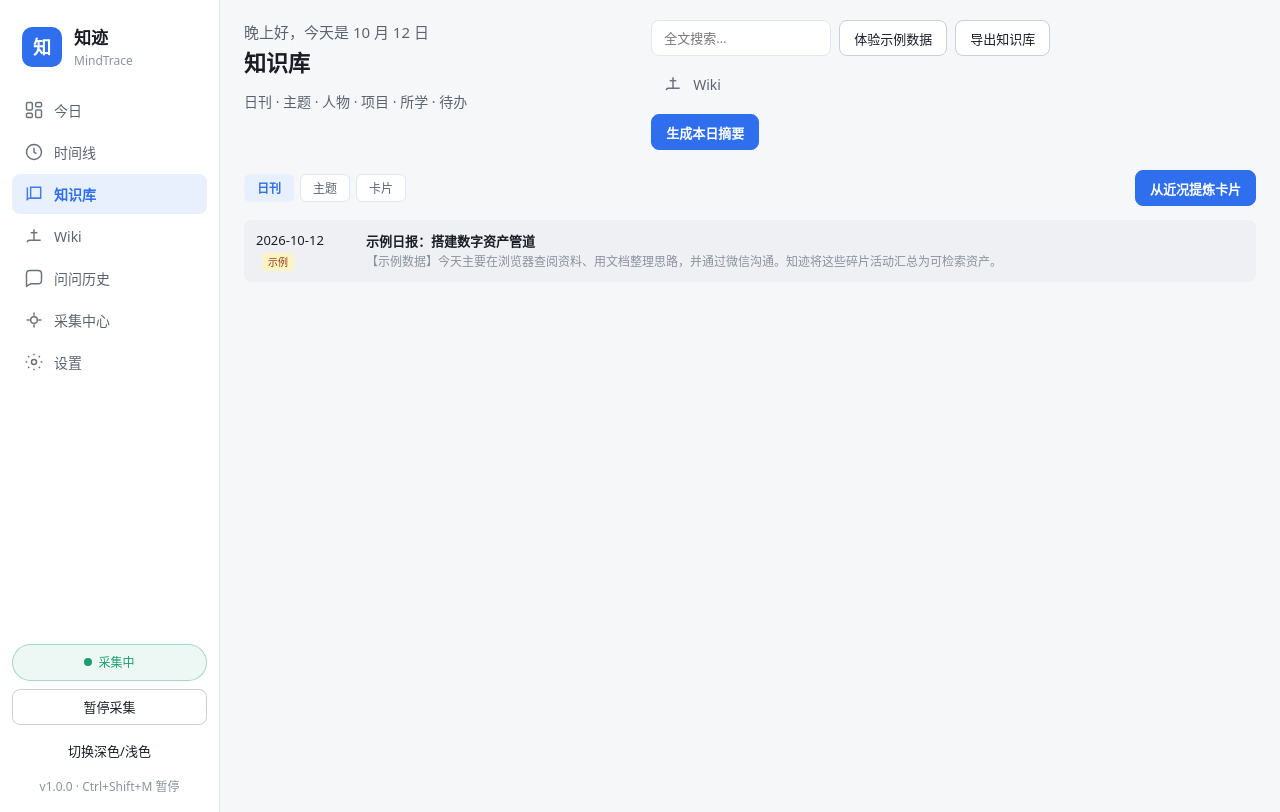 知
知迹
MindTrace
今日
时间线
知识库
Wiki
问问历史
采集中心
设置
采集中
暂停采集
切换深色/浅色
v1.0.0 · Ctrl+Shift+M 暂停
晚上好，今天是 10 月 12 日
知识库
日刊 · 主题 · 人物 · 项目 · 所学 · 待办
全文搜索...
体验示例数据
导出知识库
Wiki
生成本日摘要
日刊
主题
卡片
从近况提炼卡片
2026-10-12
示例
示例日报：搭建数字资产管道
【示例数据】今天主要在浏览器查阅资料、用文档整理思路，并通过微信沟通。知迹将这些碎片活动汇总为可检索资产。